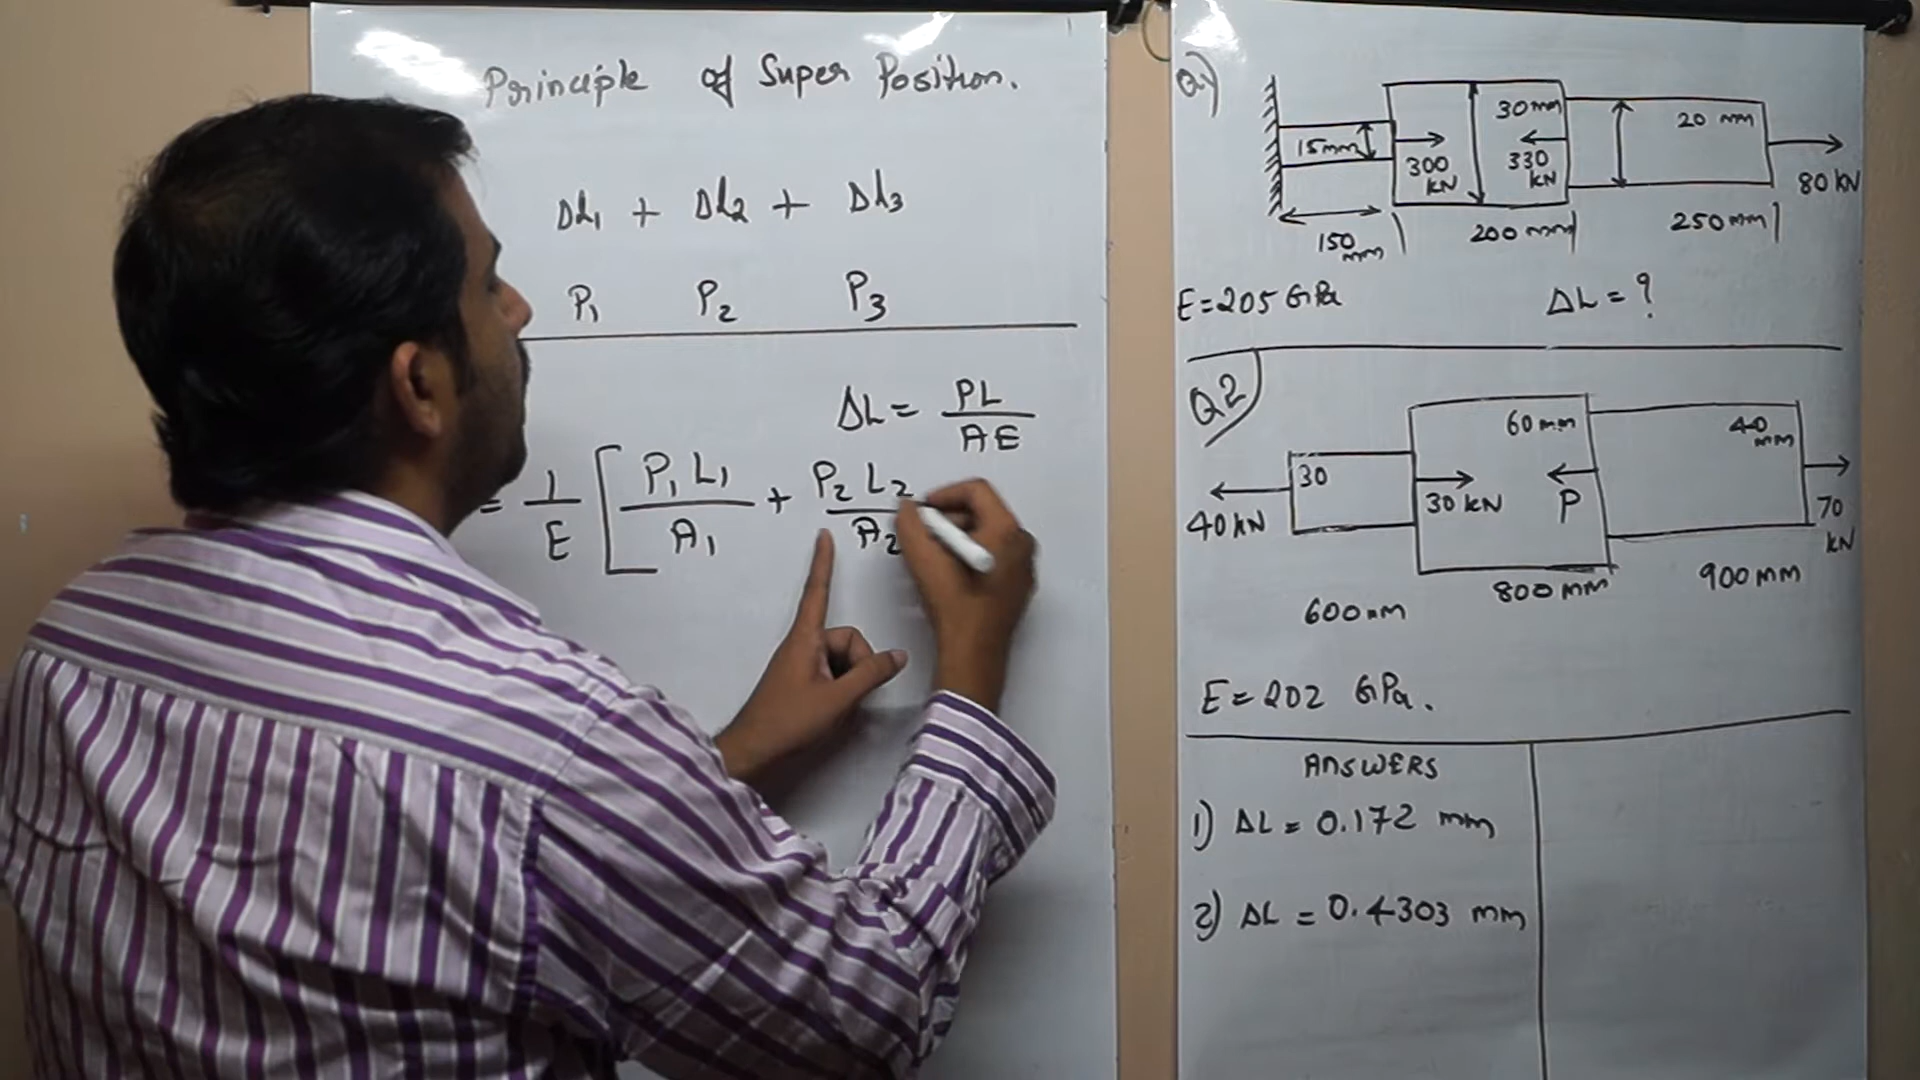 Principle of Super Position.
Δl1 + Δl2 + Δl3
P1 P2 P3
ΔL = PL / AE
= 1/E [ P1 L1 / A1 + P2 L2 / A2
Q1)
15mm
300 kN
30mm
330 kN
20 mm
80 kN
150 mm
200 mm
250 mm
E=205 GPa
ΔL = ?
Q2)
40 kN
30
30 kN
60 mm
P
40 mm
70 kN
600mm
800 mm
900 mm
E= 202 GPa.
ANSWERS
1) ΔL = 0.172 mm
2) ΔL = 0.4303 mm